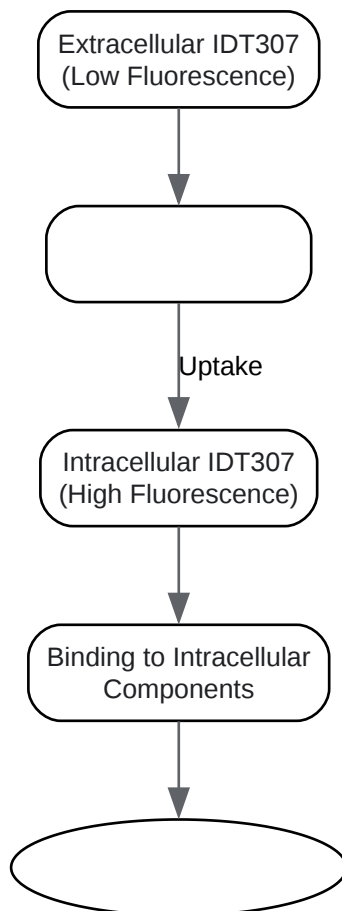 Extracellular IDT307
(Low Fluorescence)
Uptake
Intracellular IDT307
(High Fluorescence)
Binding to Intracellular
Components